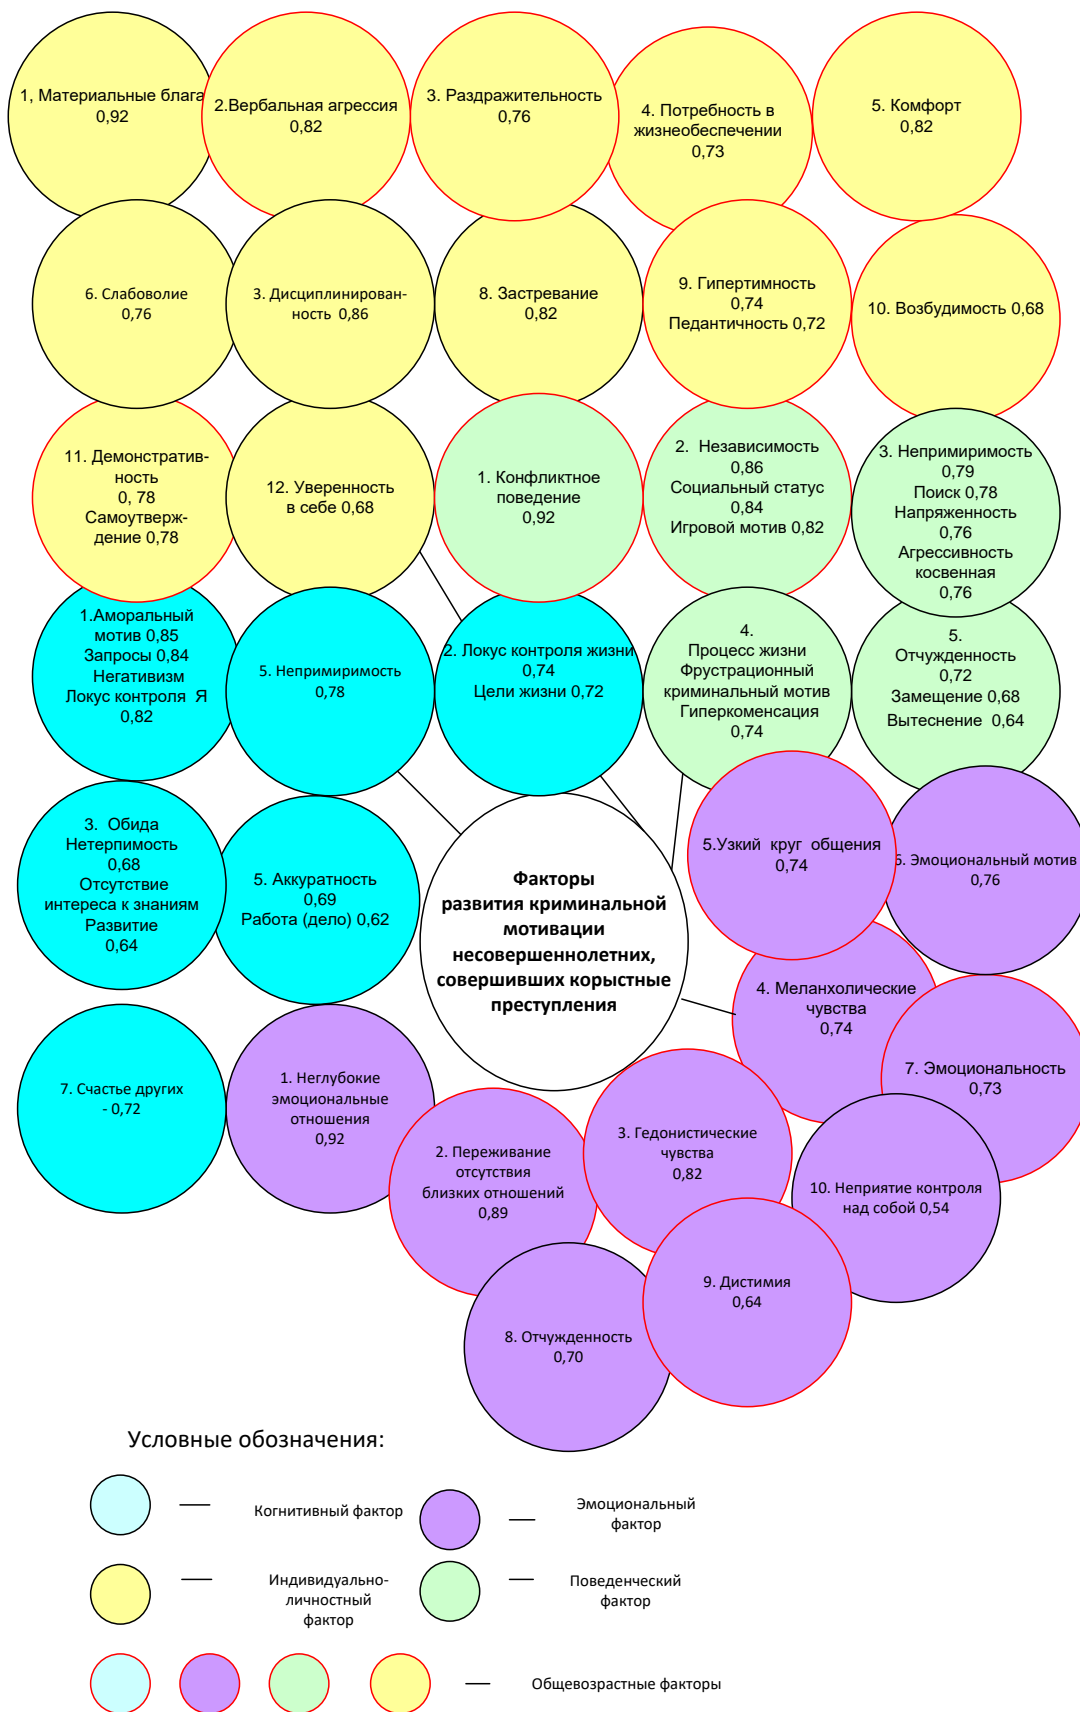 1, Материальные блага
0,92
2.Вербальная агрессия
0,82
3. Раздражительность
0,76
4. Потребность в
жизнеобеспечении
0,73
5. Комфорт
0,82
6. Слабоволие
0,76
3. Дисциплинирован-
ность 0,86
8. Застревание
0,82
9. Гипертимность
0,74
Педантичность 0,72
10. Возбудимость 0,68
11. Демонстратив-
ность
0, 78
Самоутверж-
дение 0,78
12. Уверенность
в себе 0,68
1. Конфликтное
поведение
0,92
2. Независимость
0,86
Социальный статус
0,84
Игровой мотив 0,82
3. Непримиримость
0,79
Поиск 0,78
Напряженность
0,76
Агрессивность
косвенная
0,76
1.Аморальный
мотив 0,85
Запросы 0,84
Негативизм
Локус контроля Я
0,82
5. Непримиримость
0,78
2. Локус контроля жизни
0,74
Цели жизни 0,72
4.
Процесс жизни
Фрустрационный
криминальный мотив
Гиперкоменсация
0,74
5.
Отчужденность
0,72
Замещение 0,68
Вытеснение 0,64
3. Обида
Нетерпимость
0,68
Отсутствие
интереса к знаниям
Развитие
0,64
5. Аккуратность
0,69
Работа (дело) 0,62
Факторы
развития криминальной
мотивации
несовершеннолетних,
совершивших корыстные
преступления
5.Узкий круг общения
0,74
6. Эмоциональный мотив
0,76
4. Меланхолические
чувства
0,74
7. Эмоциональность
0,73
7. Счастье других
- 0,72
1. Неглубокие
эмоциональные
отношения
0,92
2. Переживание
отсутствия
близких отношений
0,89
3. Гедонистические
чувства
0,82
10. Неприятие контроля
над собой 0,54
9. Дистимия
0,64
8. Отчужденность
0,70
Условные обозначения:
Когнитивный фактор
Эмоциональный
фактор
Индивидуально-
личностный
фактор
Поведенческий
фактор
Общевозрастные факторы